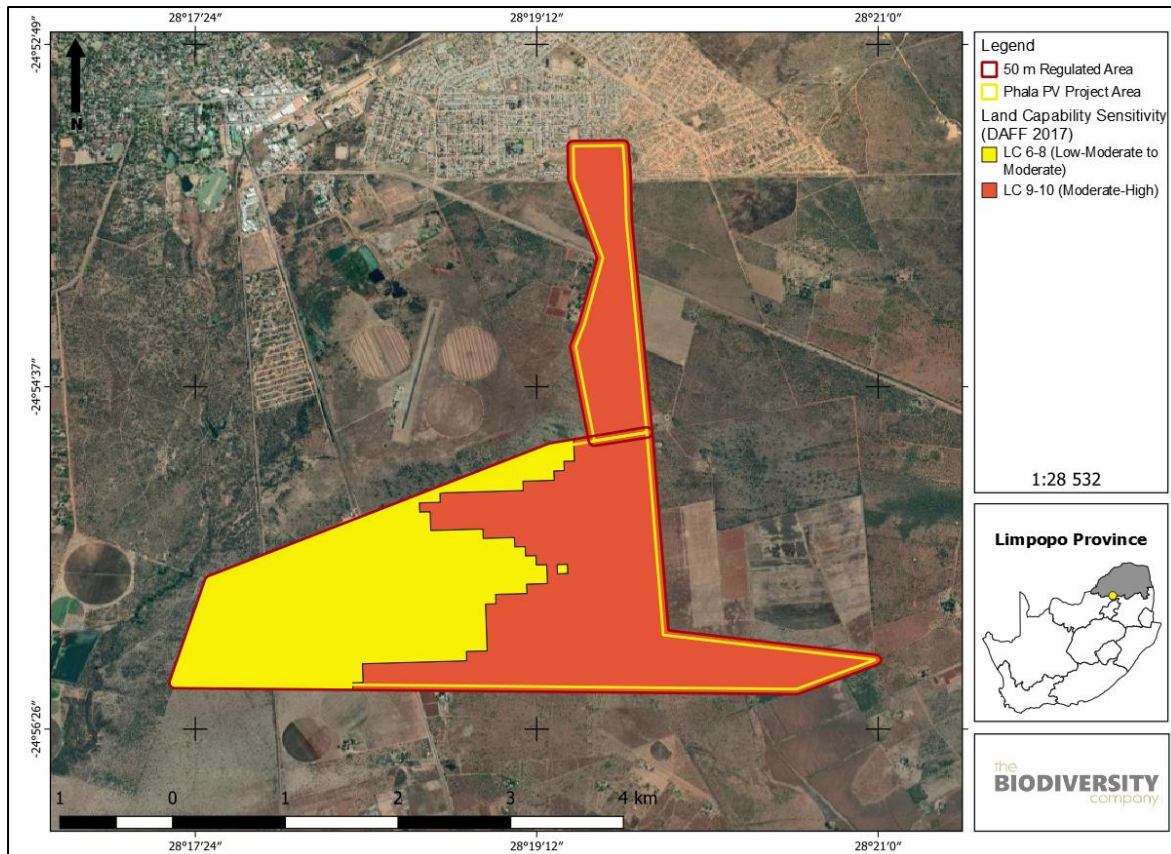 28°17'24" 28°19'12" 28°21'0"
-24°52'49"
-24°54'37"
-24°56'26"
N
1 0 1 2 3 4 km
28°17'24" 28°19'12" 28°21'0"
Legend
50 m Regulated Area
Phala PV Project Area
Land Capability Sensitivity
(DAFF 2017)
LC 6-8 (Low-Moderate to
Moderate)
LC 9-10 (Moderate-High)
1:28 532
Limpopo Province
the
BIODIVERSITY
company